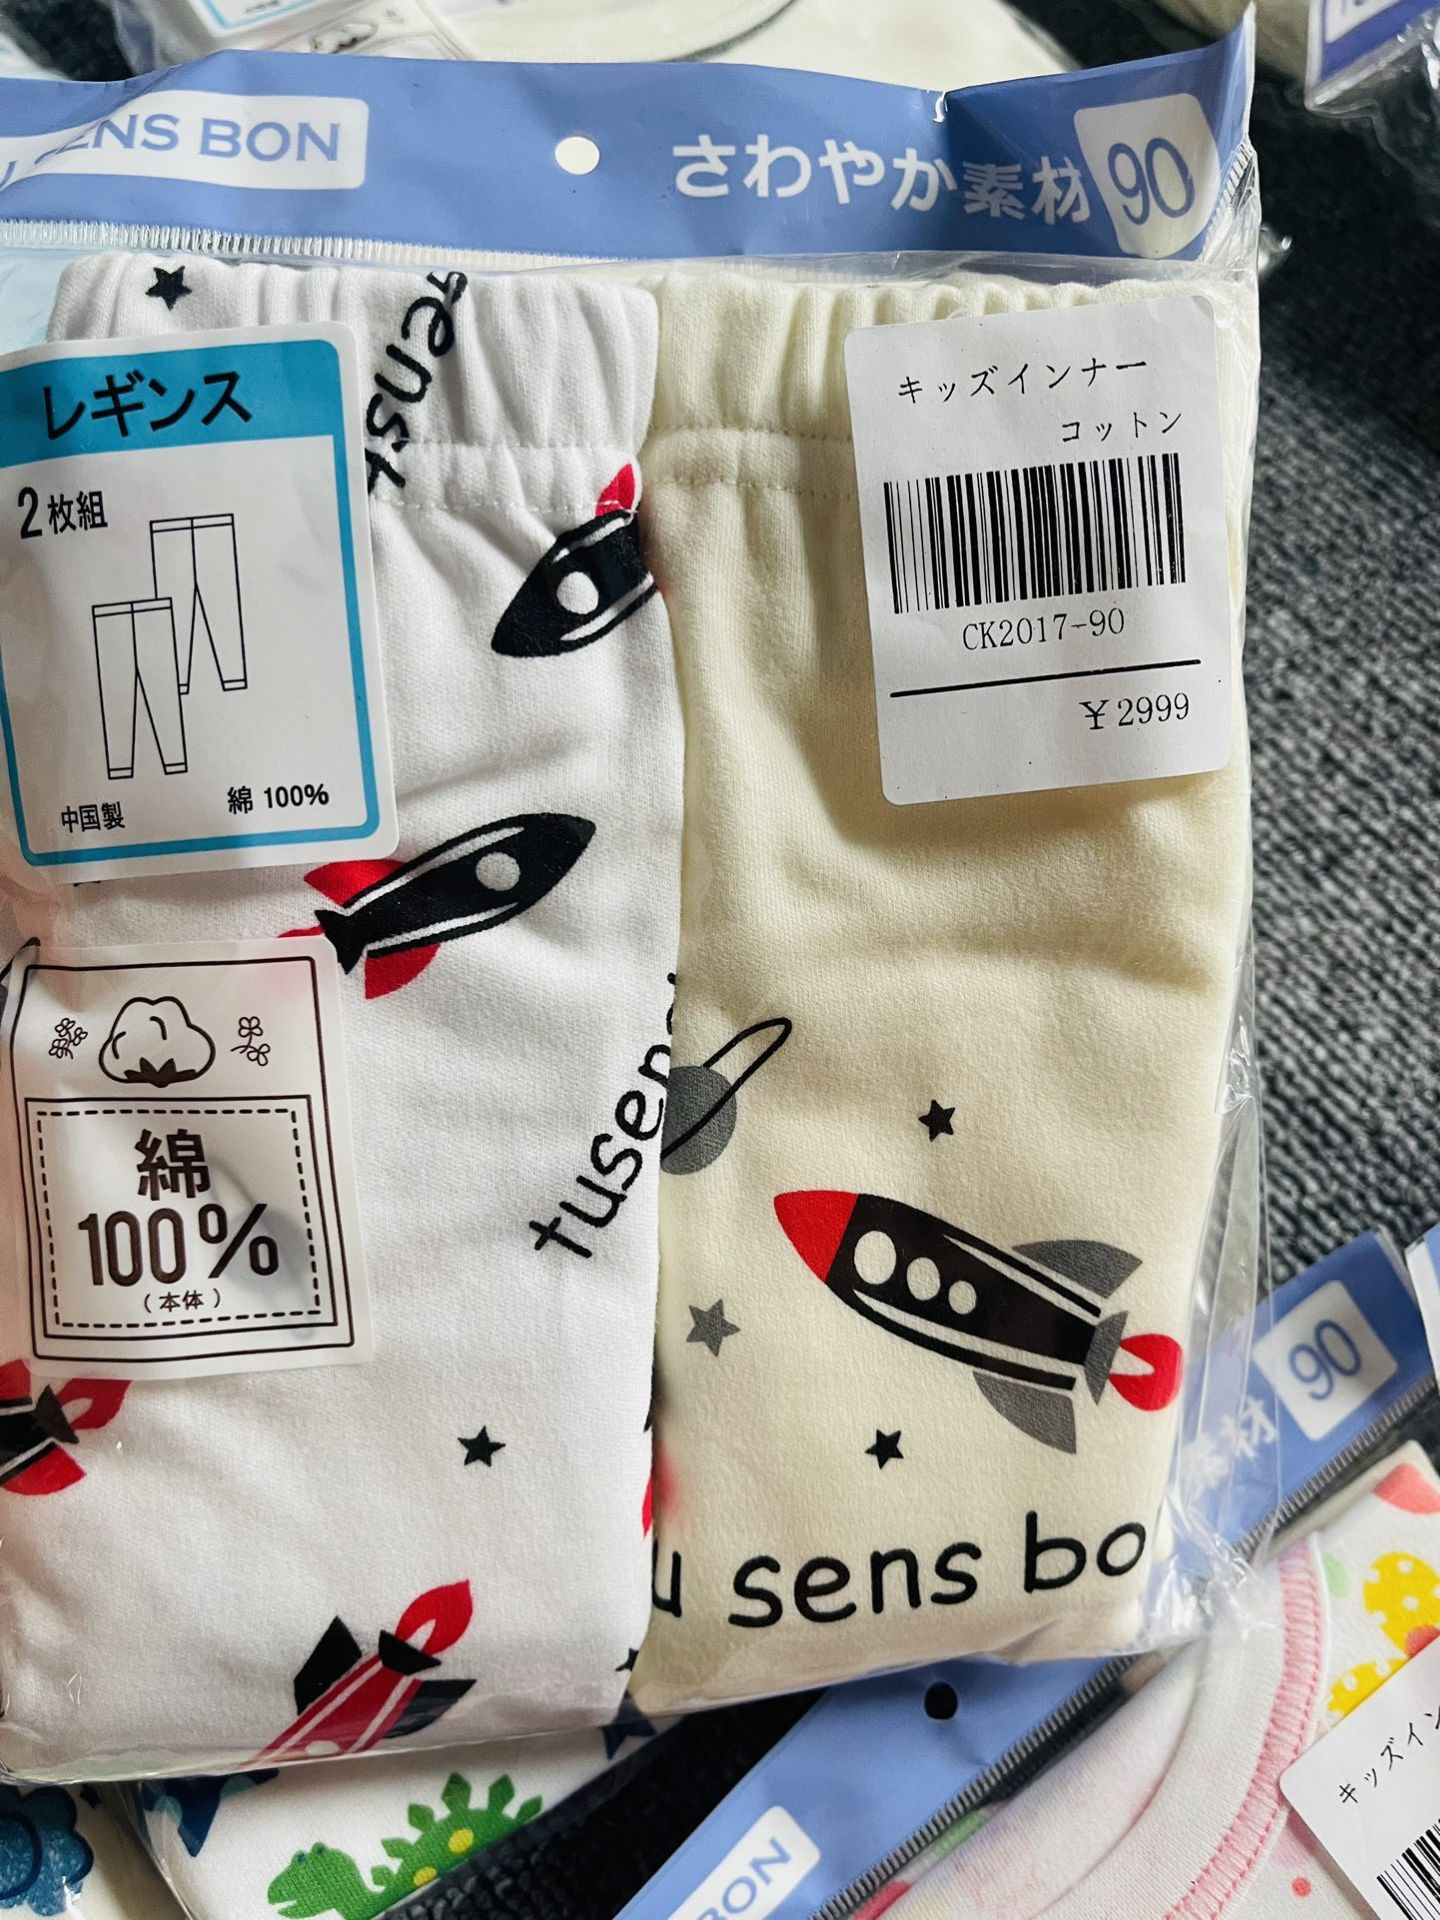 SENS BON
さわやか素材
90
レギンス
2枚組
中国製
綿 100%
キッズインナー
コットン
CK2017-90
￥2999
綿
100%
(本体)
sens bo
素材
90
キッズイン
BON